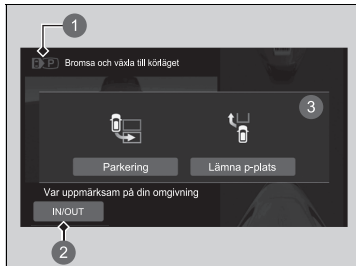 1
P Bromsa och växla till körläget
3
Parkering Lämna p-plats
Var uppmärksam på din omgivning
IN/OUT
2